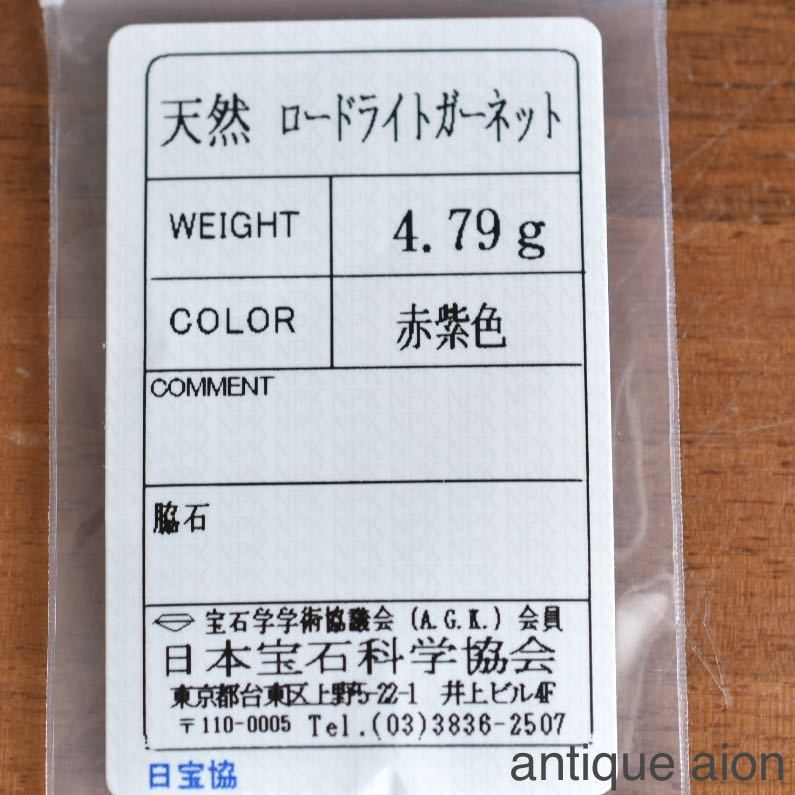 天然 ロードライトガーネット
WEIGHT 4.79g
COLOR 赤紫色
COMMENT
脇石
宝石学学術協議会 (A.G.K.) 会員
日本宝石科学協会
東京都台東区上野5-22-1 井上ビル4F
〒110-0005 Tel.(03)3836-2507
日宝協
antique aion